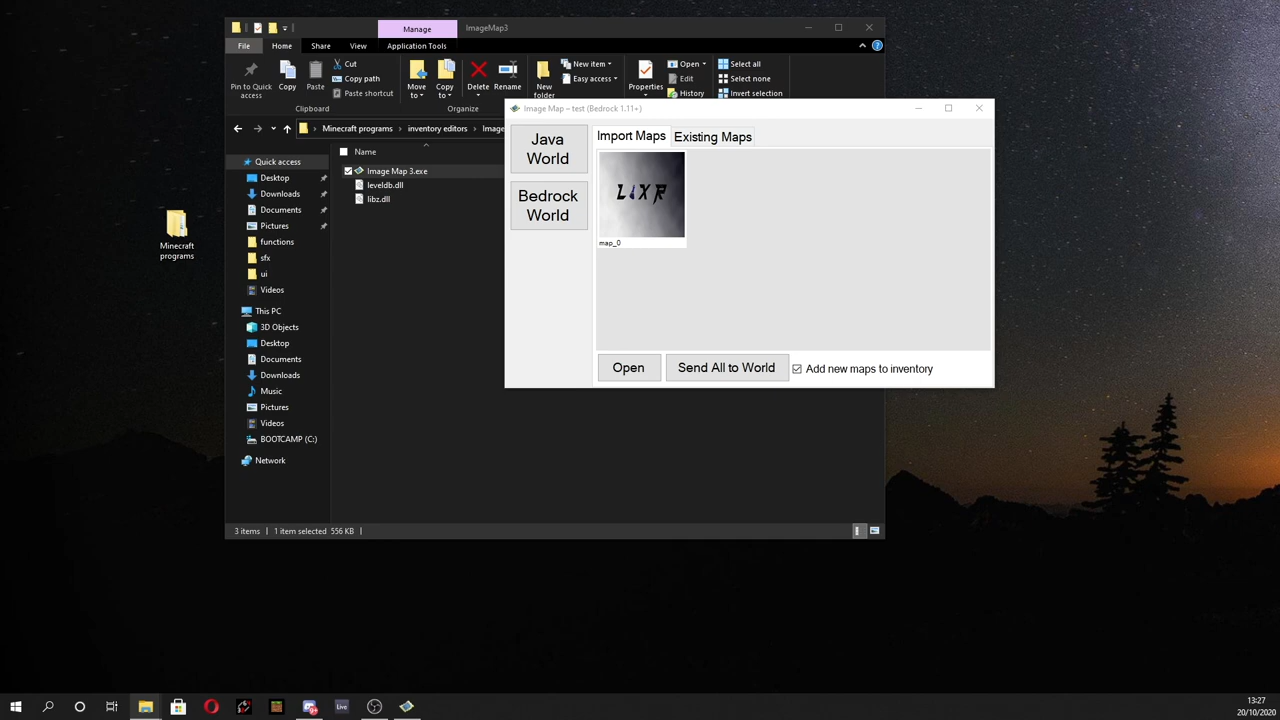 Manage
ImageMap3
File
Home
Share
View
Application Tools
Pin to Quick access
Copy
Paste
Cut
Copy path
Paste shortcut
Move to
Copy to
Delete
Rename
New folder
New item
Easy access
Properties
Open
Edit
History
Select all
Select none
Invert selection
Clipboard
Organize
Minecraft programs
inventory editors
Image Map – test (Bedrock 1.11+)
Java World
Bedrock World
Import Maps
Existing Maps
LIXR
map_0
Open
Send All to World
Add new maps to inventory
Quick access
Desktop
Downloads
Documents
Pictures
functions
sfx
ui
Videos
This PC
3D Objects
Desktop
Documents
Downloads
Music
Pictures
Videos
BOOTCAMP (C:)
Network
Name
Image Map 3.exe
leveldb.dll
libz.dll
Minecraft programs
3 items
1 item selected 556 KB
Live
13:27
20/10/2020